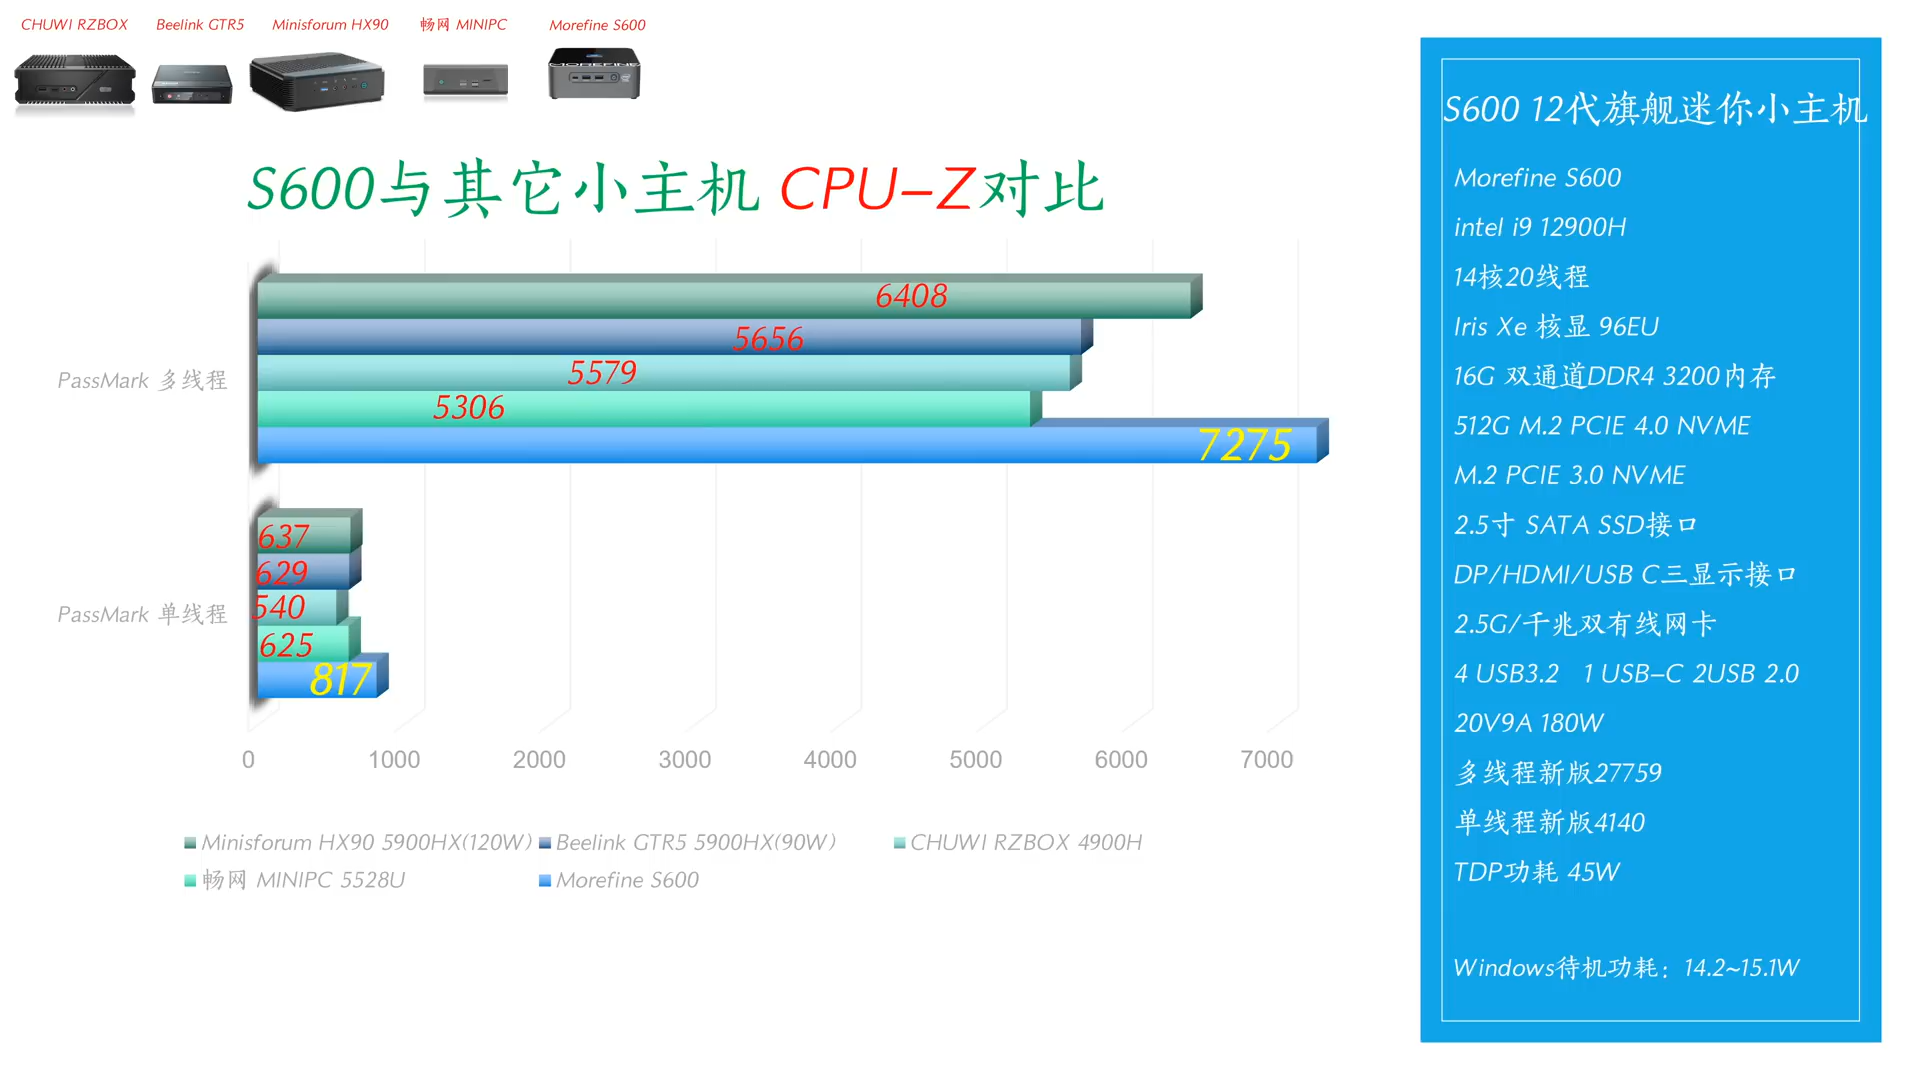 CHUWI RZBOX
Beelink GTR5
Minisforum HX90
畅网 MINIPC
Morefine S600
MOREFINE
S600与其它小主机 CPU-Z对比
PassMark 多线程
6408
5656
5579
5306
7275
PassMark 单线程
637
629
540
625
817
0 1000 2000 3000 4000 5000 6000 7000
Minisforum HX90 5900HX(120W) Beelink GTR5 5900HX(90W) CHUWI RZBOX 4900H
畅网 MINIPC 5528U Morefine S600
S600 12代旗舰迷你小主机
Morefine S600
intel i9 12900H
14核20线程
Iris Xe 核显 96EU
16G 双通道DDR4 3200内存
512G M.2 PCIE 4.0 NVME
M.2 PCIE 3.0 NVME
2.5寸 SATA SSD接口
DP/HDMI/USB C三显示接口
2.5G/千兆双有线网卡
4 USB3.2 1 USB-C 2USB 2.0
20V9A 180W
多线程新版27759
单线程新版4140
TDP功耗 45W
Windows待机功耗：14.2~15.1W